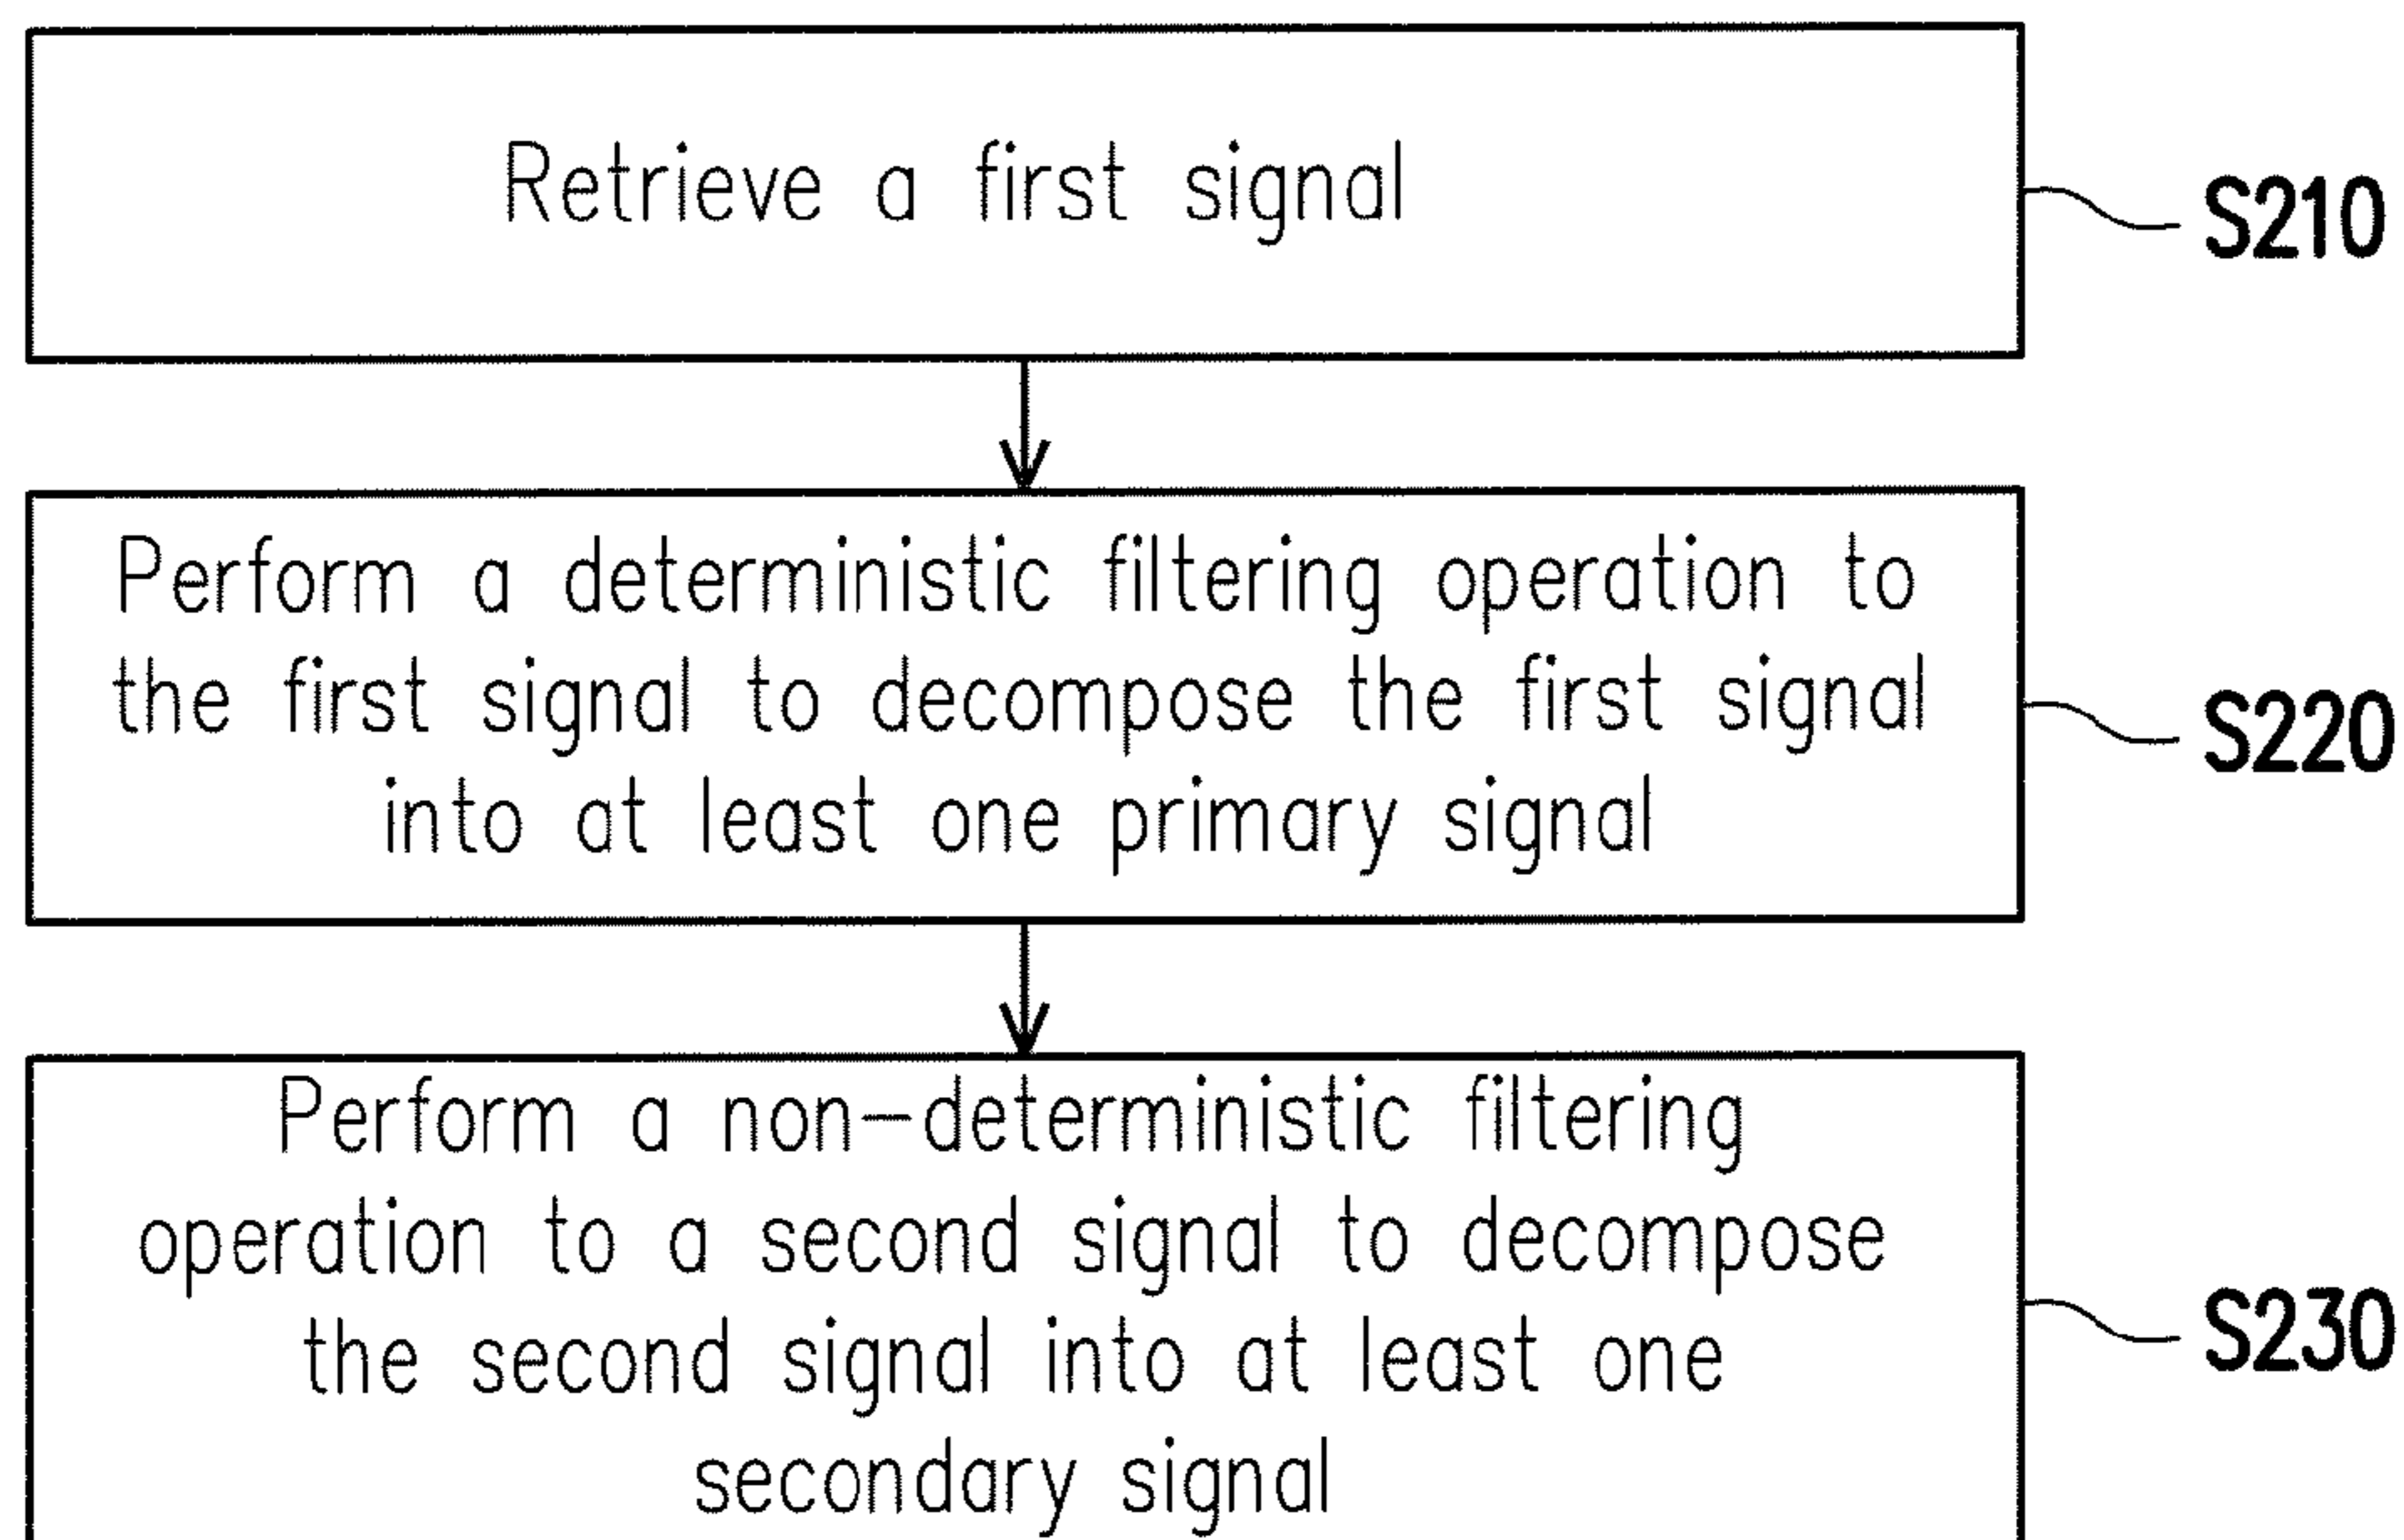 Retrieve a first signal
S210
Perform a deterministic filtering operation to
the first signal to decompose the first signal
into at least one primary signal
S220
Perform a non-deterministic filtering
operation to a second signal to decompose
the second signal into at least one
secondary signal
S230